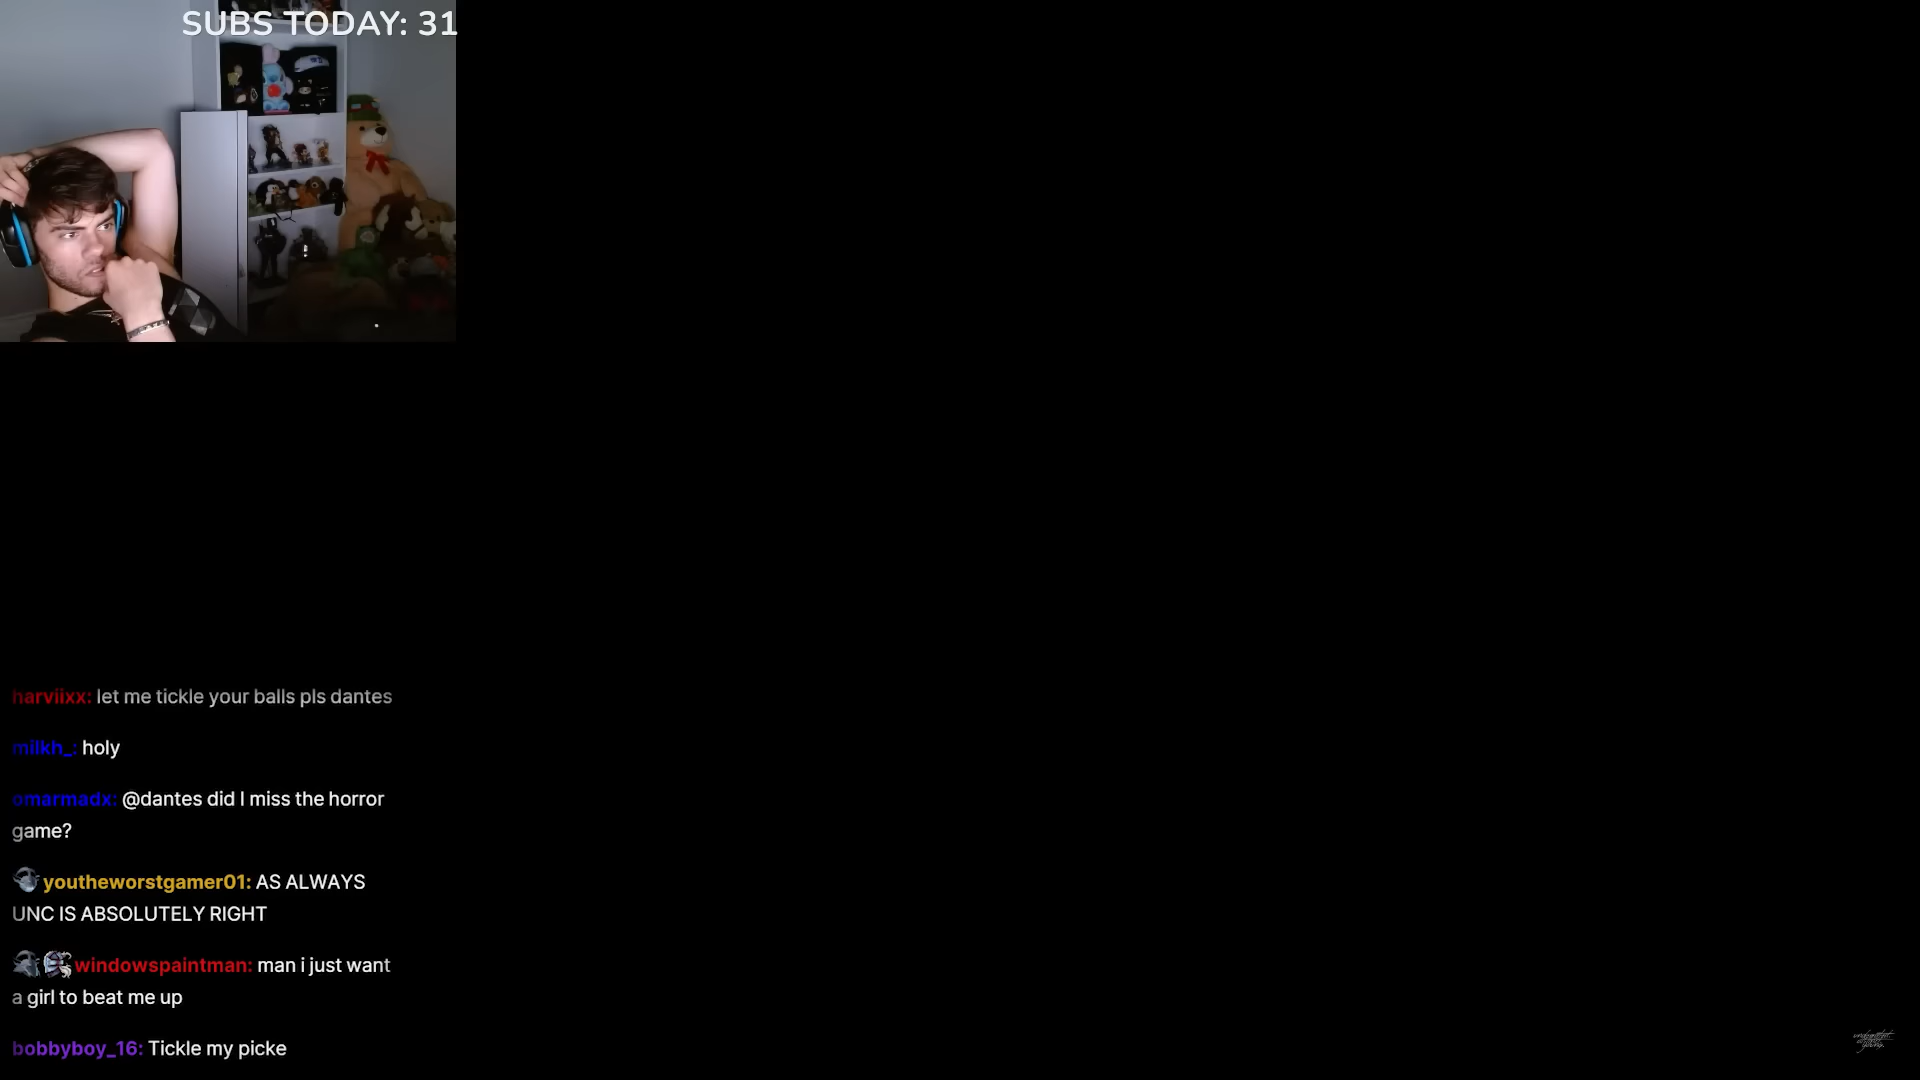 SUBS TODAY: 31
harviixx: let me tickle your balls pls dantes
milkh_: holy
omarmadx: @dantes did I miss the horror
game?
youtheworstgamer01: AS ALWAYS
UNC IS ABSOLUTELY RIGHT
windowspaintman: man i just want
a girl to beat me up
bobbyboy_16: Tickle my picke